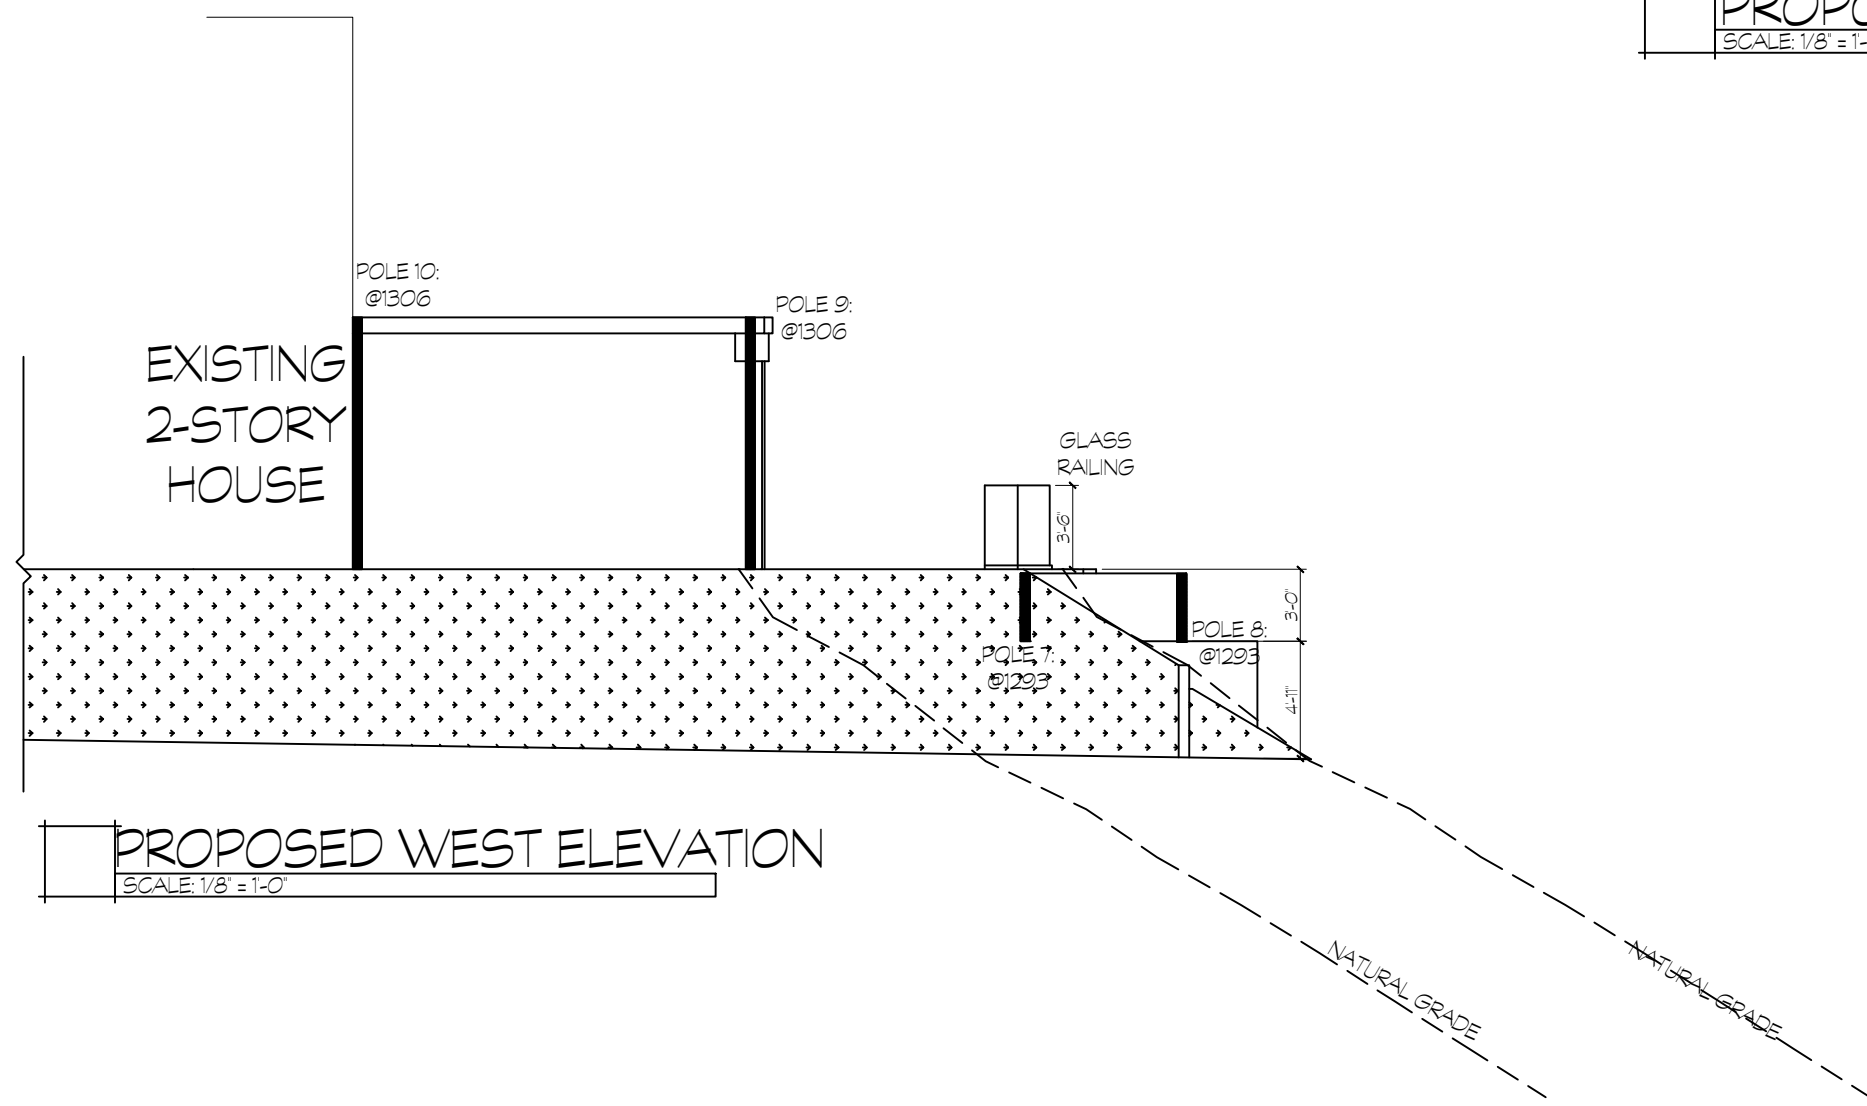 SCALE: 1/8" = 1'-
POLE 10:
@1306
POLE 9:
@1306
EXISTING
2-STORY
HOUSE
GLASS
RAILING
3'-6"
3'-0"
POLE 8:
@1293
POLE 7:
@1293
4'-11"
PROPOSED WEST ELEVATION
SCALE: 1/8" = 1'-0"
NATURAL GRADE
NATURAL GRADE